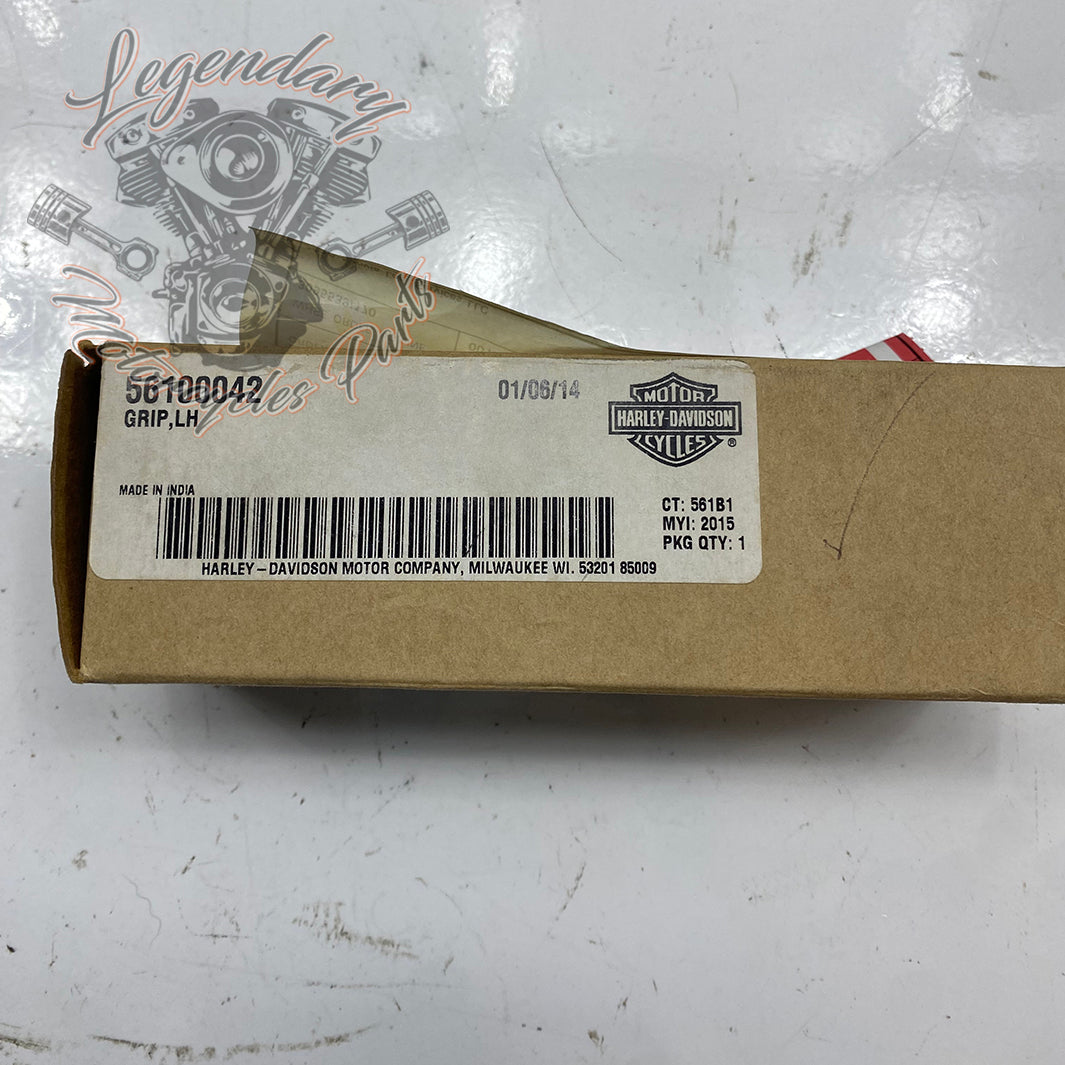 Legendary
Motorcycles Parts
56100042
01/06/14
GRIP,LH
MOTOR
HARLEY-DAVIDSON
CYCLES
®
MADE IN INDIA
CT: 561B1
MYI: 2015
PKG QTY: 1
HARLEY–DAVIDSON MOTOR COMPANY, MILWAUKEE WI. 53201 85009